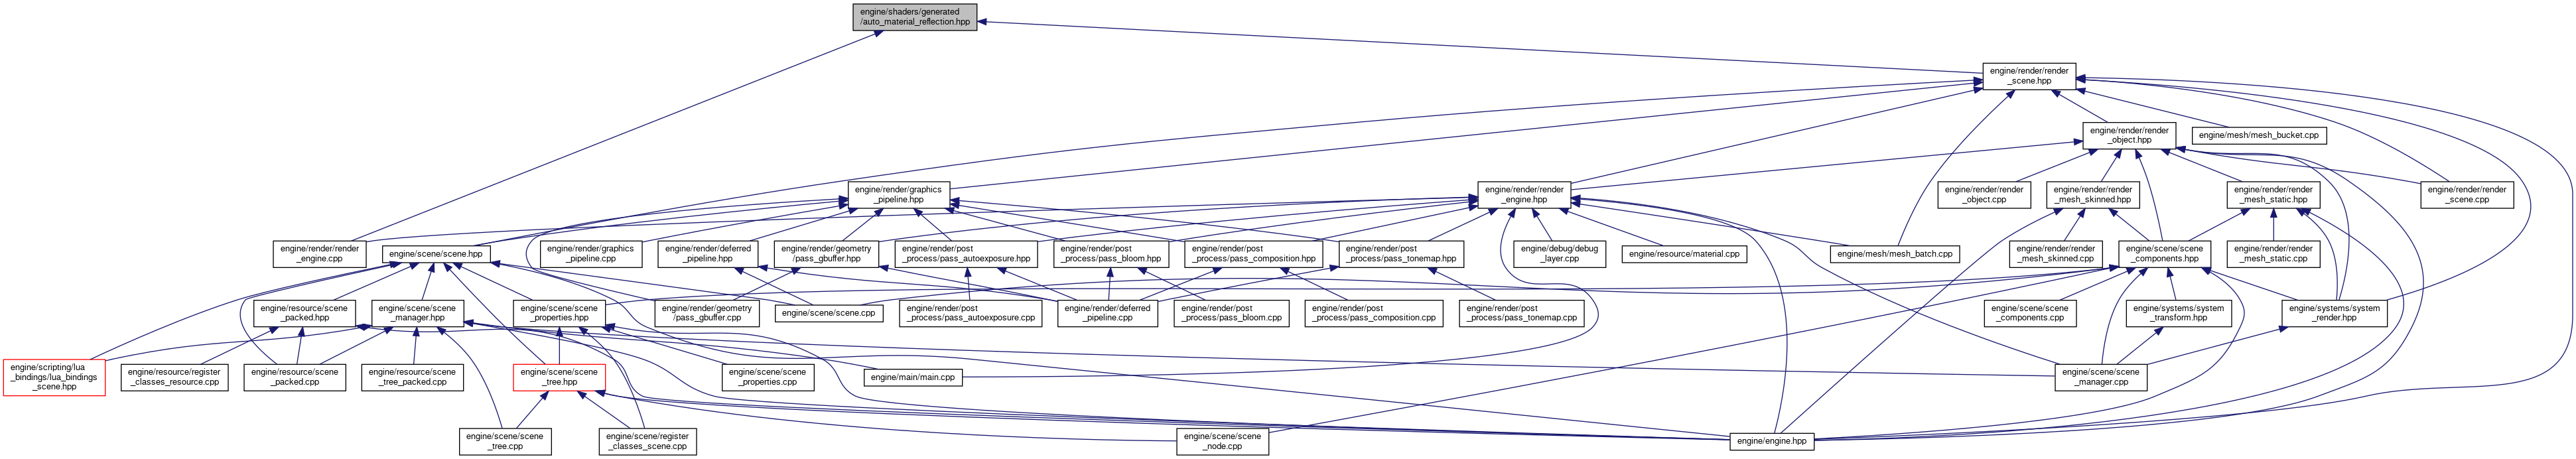 engine/shaders/generated
/auto_material_reflection.hpp
engine/render/render
_scene.hpp
engine/render/render
_object.hpp
engine/mesh/mesh_bucket.cpp
engine/render/graphics
_pipeline.hpp
engine/render/render
_engine.hpp
engine/render/render
_object.cpp
engine/render/render
_mesh_skinned.hpp
engine/render/render
_mesh_static.hpp
engine/render/render
_scene.cpp
engine/render/render
_engine.cpp
engine/scene/scene.hpp
engine/render/graphics
_pipeline.cpp
engine/render/deferred
_pipeline.hpp
engine/render/geometry
/pass_gbuffer.hpp
engine/render/post
_process/pass_autoexposure.hpp
engine/render/post
_process/pass_bloom.hpp
engine/render/post
_process/pass_composition.hpp
engine/render/post
_process/pass_tonemap.hpp
engine/debug/debug
_layer.cpp
engine/resource/material.cpp
engine/mesh/mesh_batch.cpp
engine/render/render
_mesh_skinned.cpp
engine/scene/scene
_components.hpp
engine/render/render
_mesh_static.cpp
engine/resource/scene
_packed.hpp
engine/scene/scene
_manager.hpp
engine/scene/scene
_properties.hpp
engine/render/geometry
/pass_gbuffer.cpp
engine/scene/scene.cpp
engine/render/post
_process/pass_autoexposure.cpp
engine/render/deferred
_pipeline.cpp
engine/render/post
_process/pass_bloom.cpp
engine/render/post
_process/pass_composition.cpp
engine/render/post
_process/pass_tonemap.cpp
engine/scene/scene
_components.cpp
engine/systems/system
_transform.hpp
engine/systems/system
_render.hpp
engine/scripting/lua
_bindings/lua_bindings
_scene.hpp
engine/resource/register
_classes_resource.cpp
engine/resource/scene
_packed.cpp
engine/resource/scene
_tree_packed.cpp
engine/scene/scene
_tree.hpp
engine/scene/scene
_properties.cpp
engine/main/main.cpp
engine/scene/scene
_manager.cpp
engine/scene/scene
_tree.cpp
engine/scene/register
_classes_scene.cpp
engine/scene/scene
_node.cpp
engine/engine.hpp